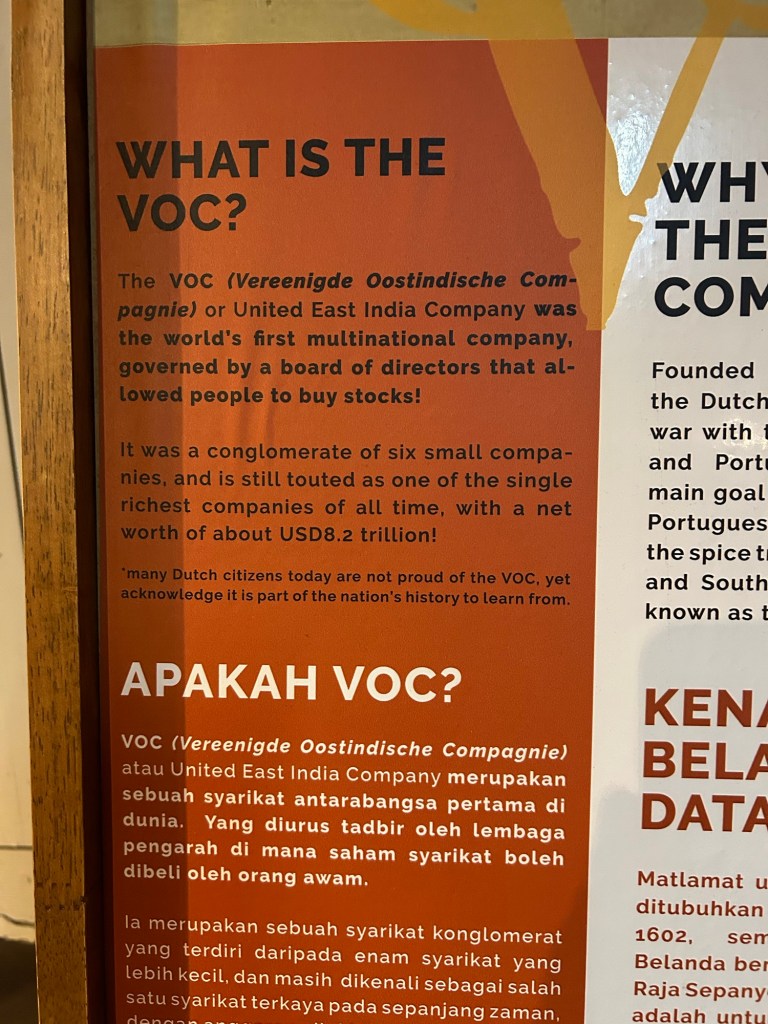 WHAT IS THE
VOC?
The VOC (Vereenigde Oostindische Com-
pagnie) or United East India Company was
the world's first multinational company,
governed by a board of directors that al-
lowed people to buy stocks!
It was a conglomerate of six small compa-
nies, and is still touted as one of the single
richest companies of all time, with a net
worth of about USD8.2 trillion!
*many Dutch citizens today are not proud of the VOC, yet
acknowledge it is part of the nation's history to learn from.
APAKAH VOC?
VOC (Vereenigde Oostindische Compagnie)
atau United East India Company merupakan
sebuah syarikat antarabangsa pertama di
dunia. Yang diurus tadbir oleh lembaga
pengarah di mana saham syarikat boleh
dibeli oleh orang awam.
Ia merupakan sebuah syarikat konglomerat
yang terdiri daripada enam syarikat yang
lebih kecil, dan masih dikenali sebagai salah
satu syarikat terkaya pada sepanjang zaman,
WHY
THE
COM
Founded
the Dutch
war with
and Portu
main goal
Portugues
the spice
and South
known as
KENA
BELA
DATA
Matlamat
ditubuhkan
1602, sem
Belanda ber
Raja Sepany
adalah untu